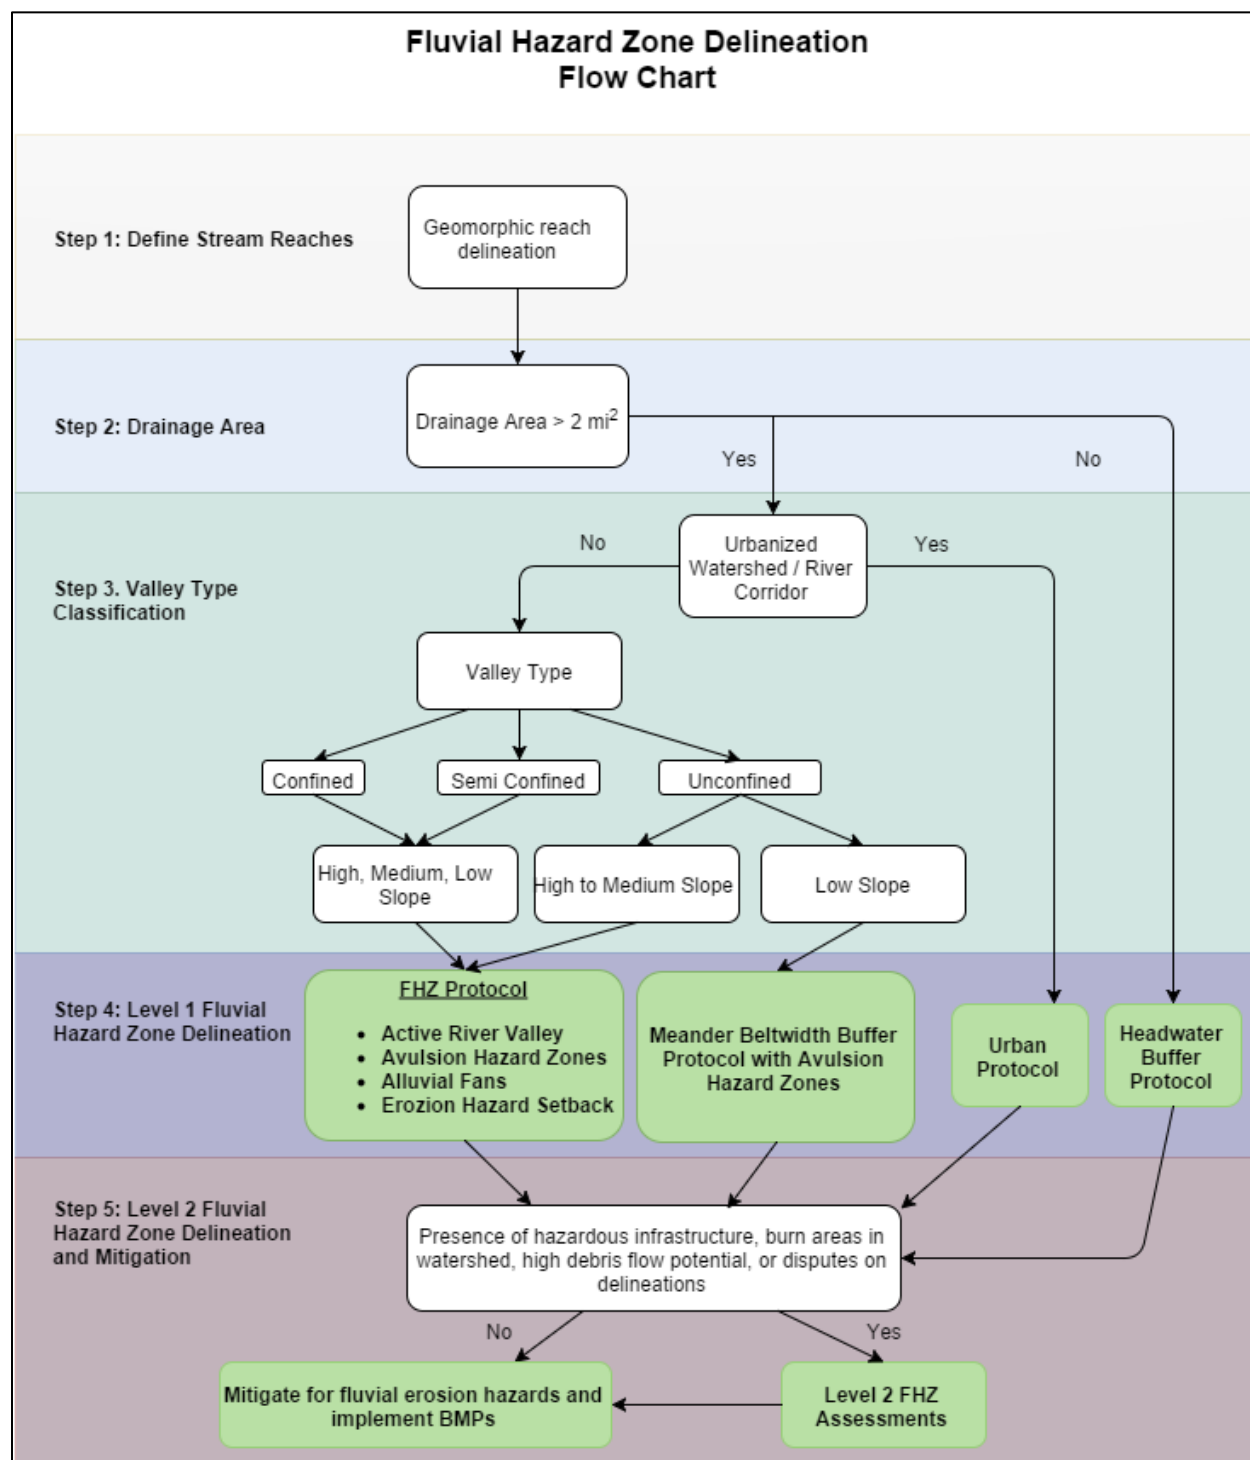 Fluvial Hazard Zone Delineation
Flow Chart
Step 1: Define Stream Reaches
Geomorphic reach
delineation
Step 2: Drainage Area
Drainage Area > 2 mi²
Yes
No
Step 3. Valley Type
Classification
No
Urbanized
Watershed / River
Corridor
Yes
Valley Type
Confined
Semi Confined
Unconfined
High, Medium, Low
Slope
High to Medium Slope
Low Slope
Step 4: Level 1 Fluvial
Hazard Zone Delineation
FHZ Protocol
• Active River Valley
• Avulsion Hazard Zones
• Alluvial Fans
• Erozion Hazard Setback
Meander Beltwidth Buffer
Protocol with Avulsion
Hazard Zones
Urban
Protocol
Headwater
Buffer
Protocol
Step 5: Level 2 Fluvial
Hazard Zone Delineation
and Mitigation
Presence of hazardous infrastructure, burn areas in
watershed, high debris flow potential, or disputes on
delineations
No
Yes
Mitigate for fluvial erosion hazards and
implement BMPs
Level 2 FHZ
Assessments